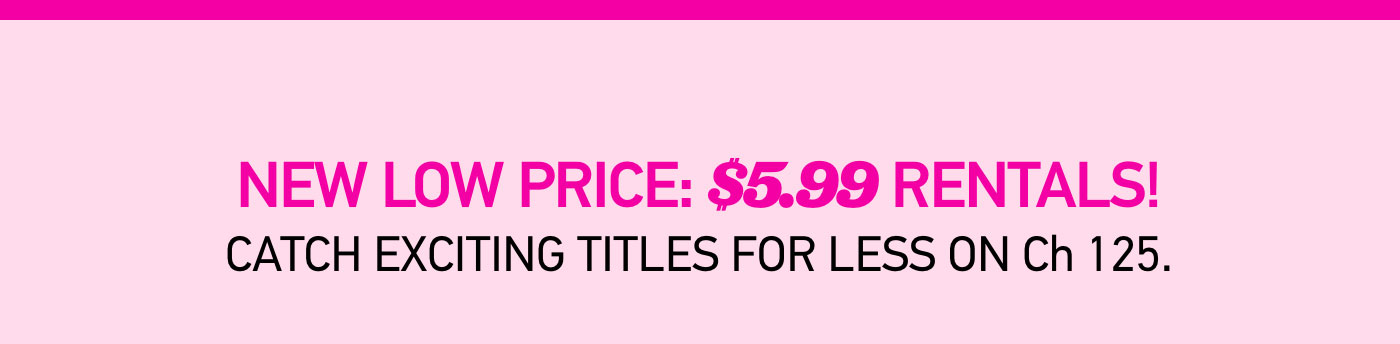 NEW LOW PRICE: $5.99 RENTALS!
CATCH EXCITING TITLES FOR LESS ON Ch 125.